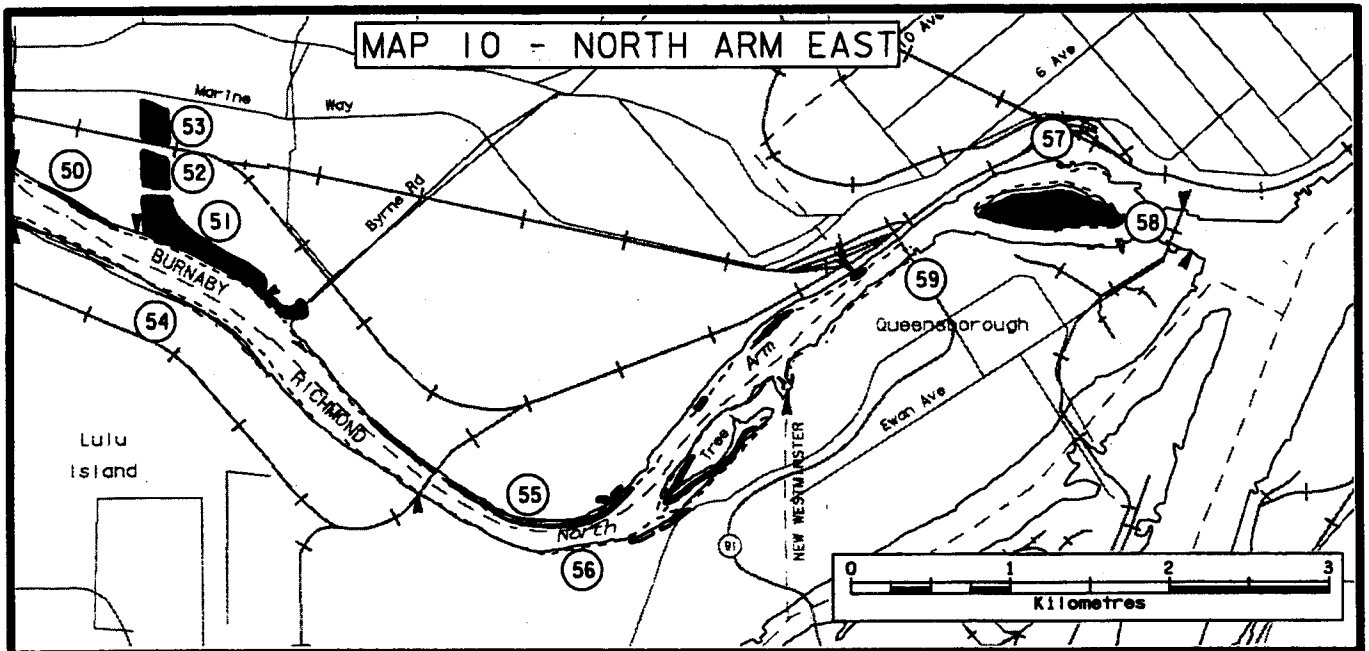 MAP 10 - NORTH ARM EAST
10 Ave
6 Ave
Marine Way
53
57
50
52
Byrne Rd
51
58
BURNABY
59
54
Queensborough
Arm
RICHMOND
Ewen Ave
Tree
Lulu
Island
NEW WESTMINSTER
55
North
56
91
0 1 2 3
Kilometres